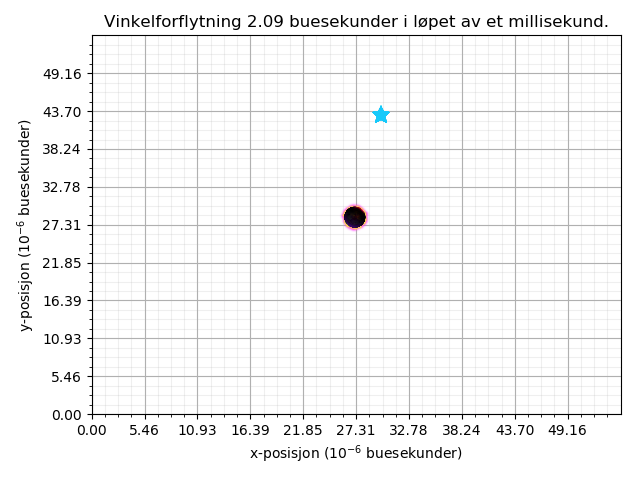 Vinkelforflytning 2.09 buesekunder i løpet av et millisekund.
49.16
43.70
38.24
32.78
27.31
21.85
16.39
10.93
5.46
0.00
y-posisjon (10⁻⁶ buesekunder)
0.00 5.46 10.93 16.39 21.85 27.31 32.78 38.24 43.70 49.16
x-posisjon (10⁻⁶ buesekunder)